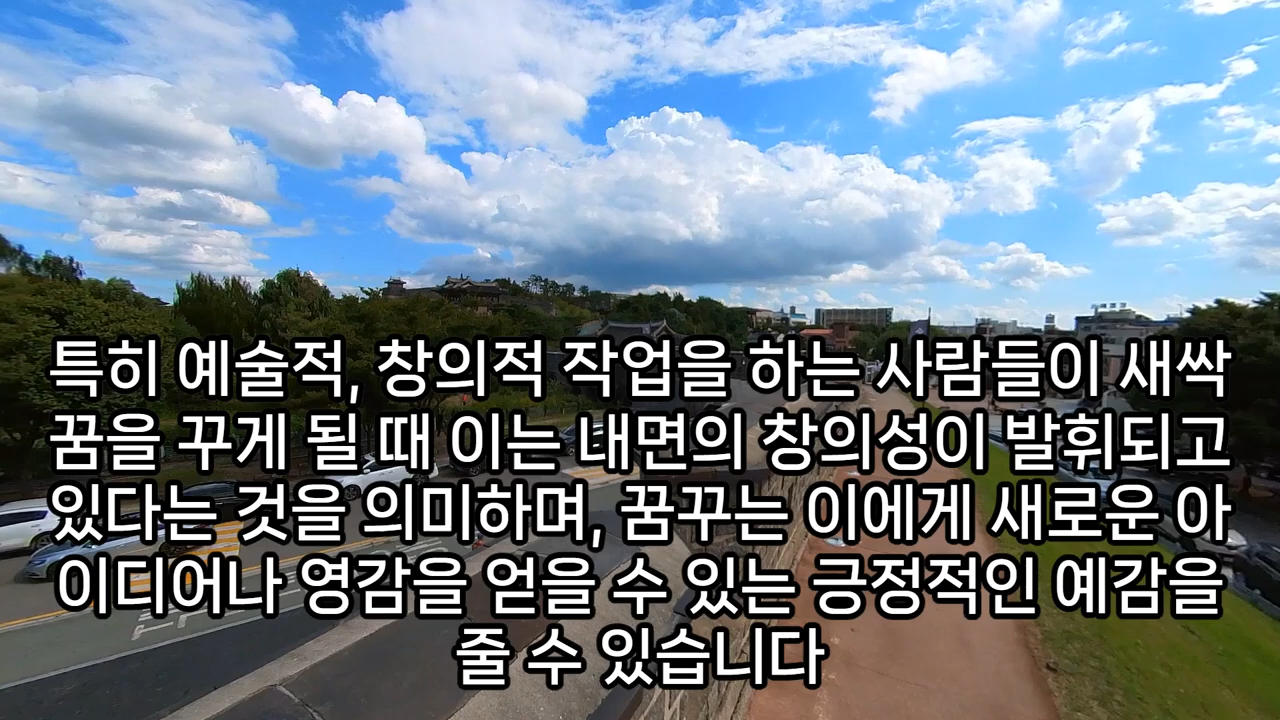 특히 예술적, 창의적 작업을 하는 사람들이 새싹
꿈을 꾸게 될 때 이는 내면의 창의성이 발휘되고
있다는 것을 의미하며, 꿈꾸는 이에게 새로운 아
이디어나 영감을 얻을 수 있는 긍정적인 예감을
줄 수 있습니다